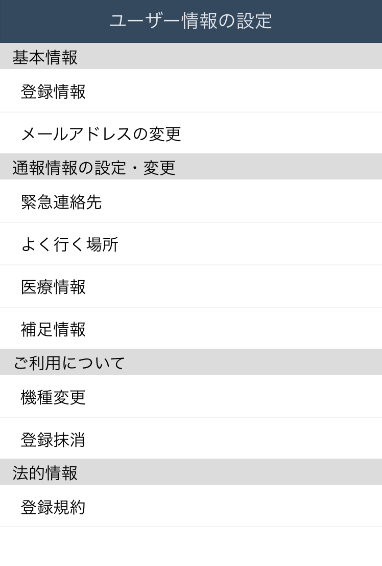 ユーザー情報の設定
基本情報
登録情報
メールアドレスの変更
通報情報の設定・変更
緊急連絡先
よく行く場所
医療情報
補足情報
ご利用について
機種変更
登録抹消
法的情報
登録規約